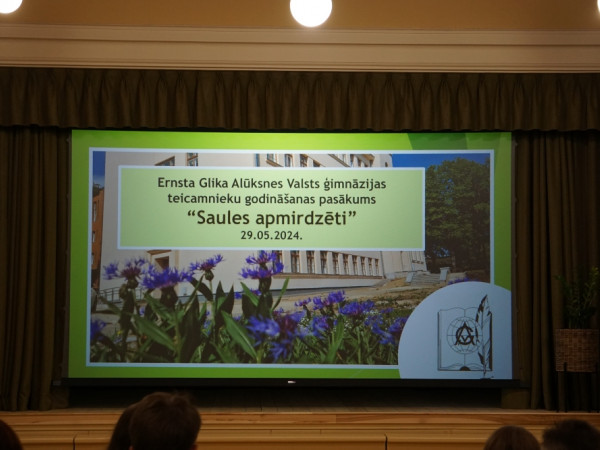 Ernsta Glika Alūksnes Valsts ģimnāzijas
teicamnieku godināšanas pasākums
“Saules apmirdzēti”
29.05.2024.